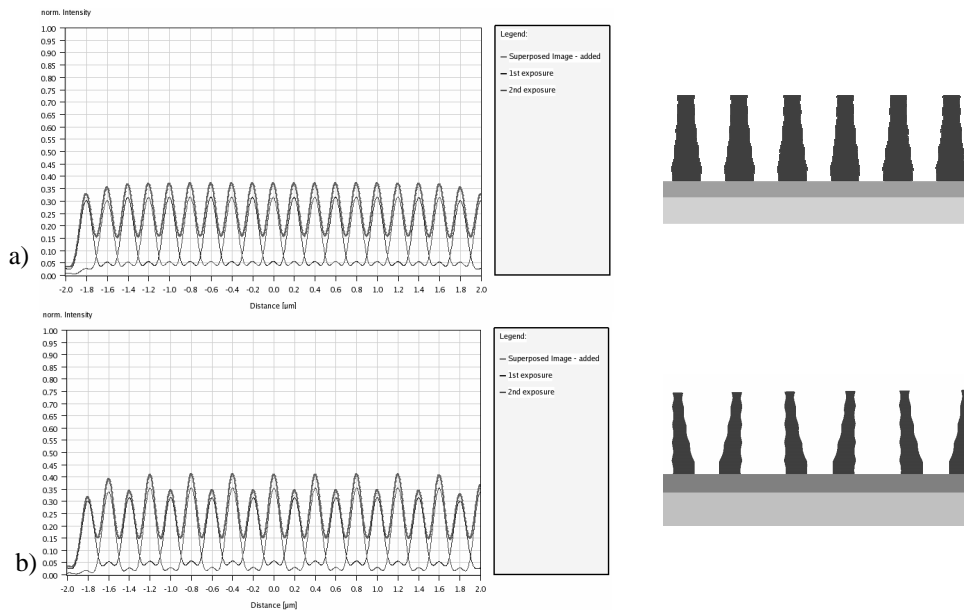 norm. Intensity
1.00
0.95
0.90
0.85
0.80
0.75
0.70
0.65
0.60
0.55
0.50
0.45
0.40
0.35
0.30
0.25
0.20
0.15
0.10
0.05
0.00
-2.0 -1.8 -1.6 -1.4 -1.2 -1.0 -0.8 -0.6 -0.4 -0.2 0.0 0.2 0.4 0.6 0.8 1.0 1.2 1.4 1.6 1.8 2.0
Distance [µm]
Legend:
Superposed Image - added
1st exposure
2nd exposure
a)
norm. Intensity
1.00
0.95
0.90
0.85
0.80
0.75
0.70
0.65
0.60
0.55
0.50
0.45
0.40
0.35
0.30
0.25
0.20
0.15
0.10
0.05
0.00
-2.0 -1.8 -1.6 -1.4 -1.2 -1.0 -0.8 -0.6 -0.4 -0.2 0.0 0.2 0.4 0.6 0.8 1.0 1.2 1.4 1.6 1.8 2.0
Distance [µm]
Legend:
Superposed Image - added
1st exposure
2nd exposure
b)